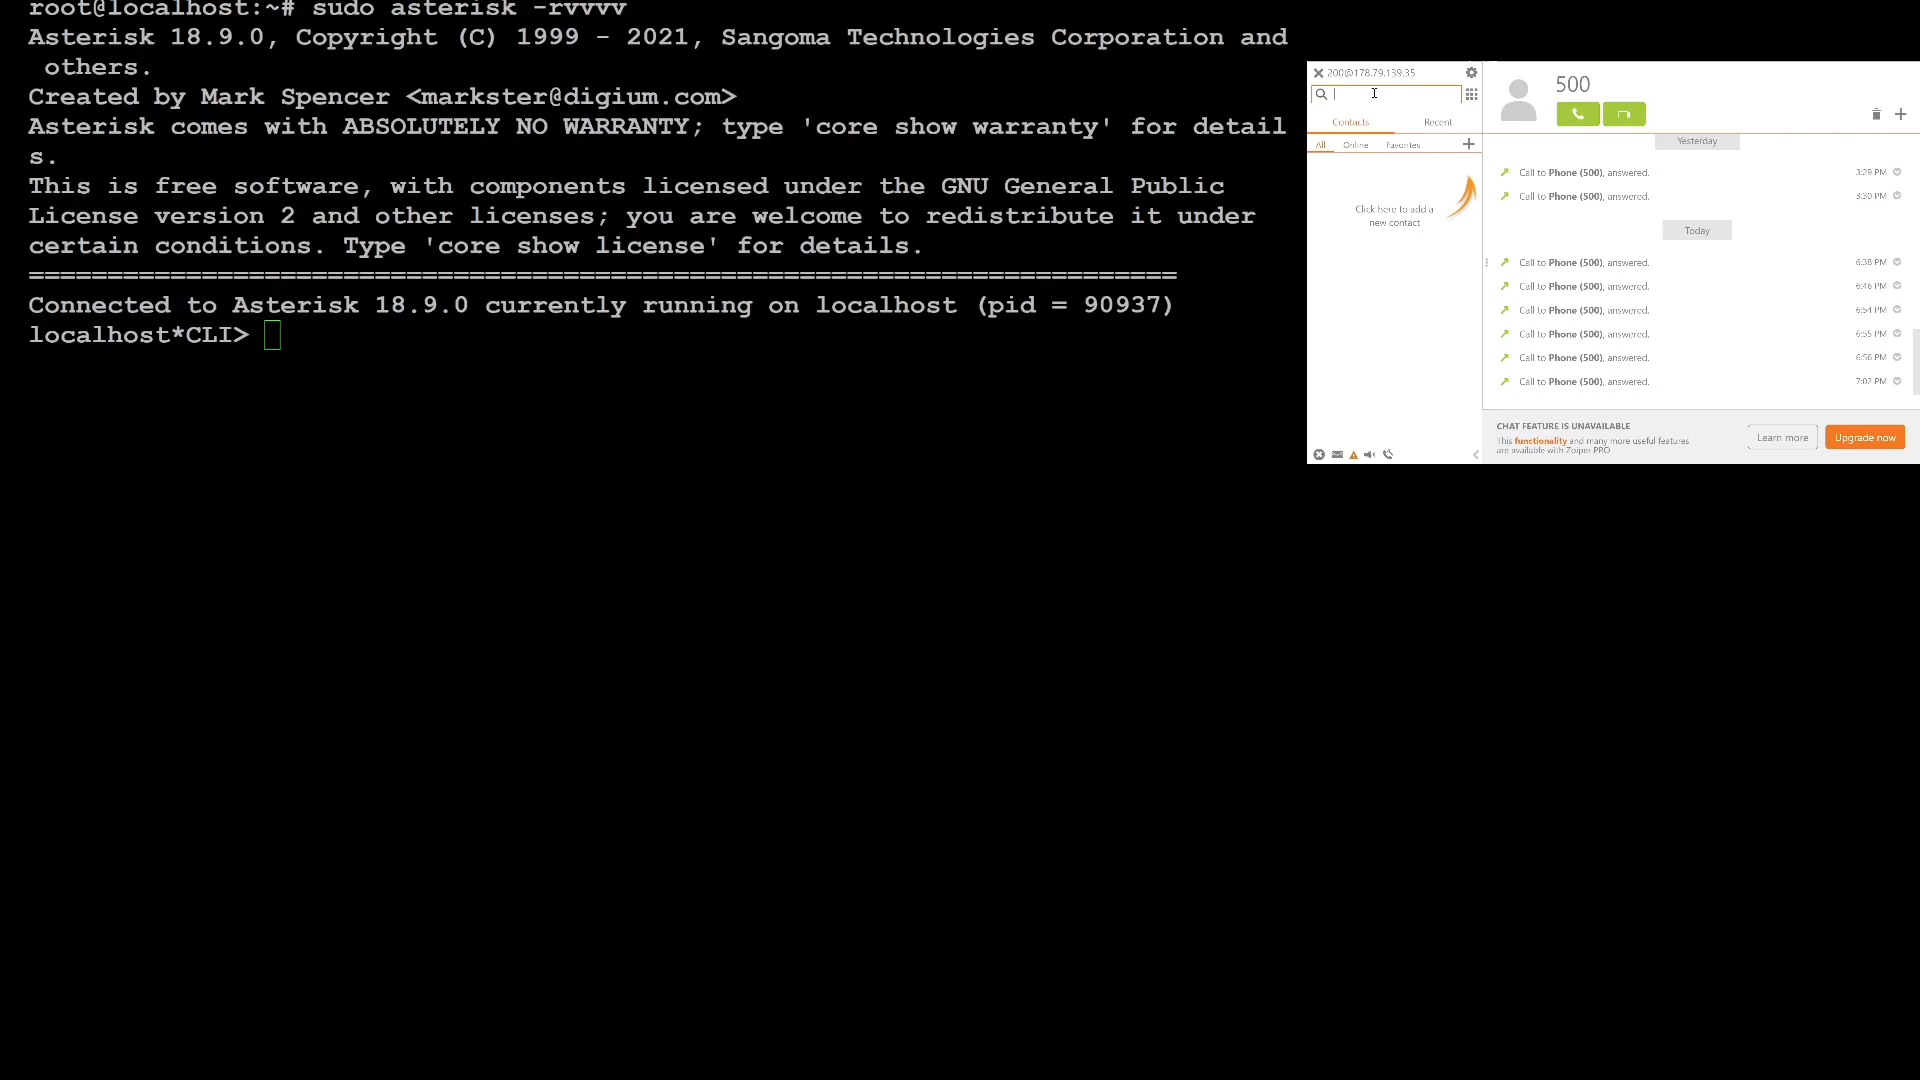 root@localhost:~# sudo asterisk -rvvvv
Asterisk 18.9.0, Copyright (C) 1999 - 2021, Sangoma Technologies Corporation and
 others.
Created by Mark Spencer <markster@digium.com>
Asterisk comes with ABSOLUTELY NO WARRANTY; type 'core show warranty' for detail
s.
This is free software, with components licensed under the GNU General Public
License version 2 and other licenses; you are welcome to redistribute it under
certain conditions. Type 'core show license' for details.
=========================================================================
Connected to Asterisk 18.9.0 currently running on localhost (pid = 90937)
localhost*CLI>
200@178.79.139.35
Contacts Recent
All Online Favorites
Click here to add a
new contact
500
Yesterday
Call to Phone (500), answered. 3:29 PM
Call to Phone (500), answered. 3:30 PM
Today
Call to Phone (500), answered. 6:38 PM
Call to Phone (500), answered. 6:46 PM
Call to Phone (500), answered. 6:54 PM
Call to Phone (500), answered. 6:55 PM
Call to Phone (500), answered. 6:56 PM
Call to Phone (500), answered. 7:02 PM
CHAT FEATURE IS UNAVAILABLE
This functionality and many more useful features
are available with Zoiper PRO
Learn more
Upgrade now